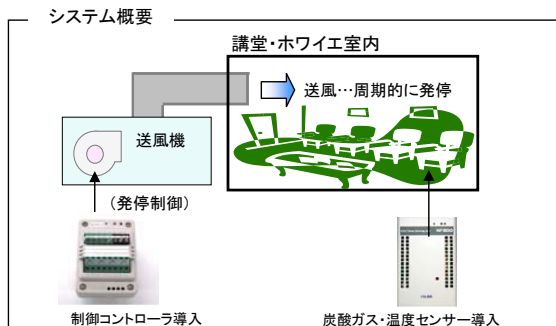 システム概要
講堂・ホワイエ室内
送風…周期的に発停
送風機
(発停制御)
制御コントローラ導入
炭酸ガス・温度センサー導入